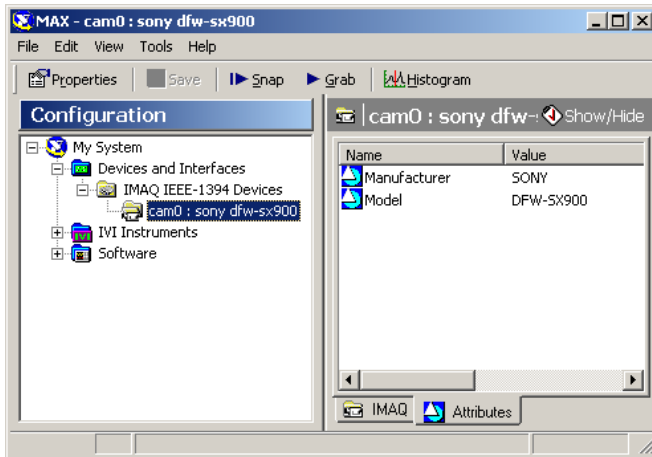 MAX - cam0 : sony dfw-sx900
File Edit View Tools Help
Properties Save Snap Grab Histogram
Configuration
My System
Devices and Interfaces
IMAQ IEEE-1394 Devices
cam0 : sony dfw-sx900
IVI Instruments
Software
cam0 : sony dfw-: Show/Hide
Name Value
Manufacturer SONY
Model DFW-SX900
IMAQ Attributes